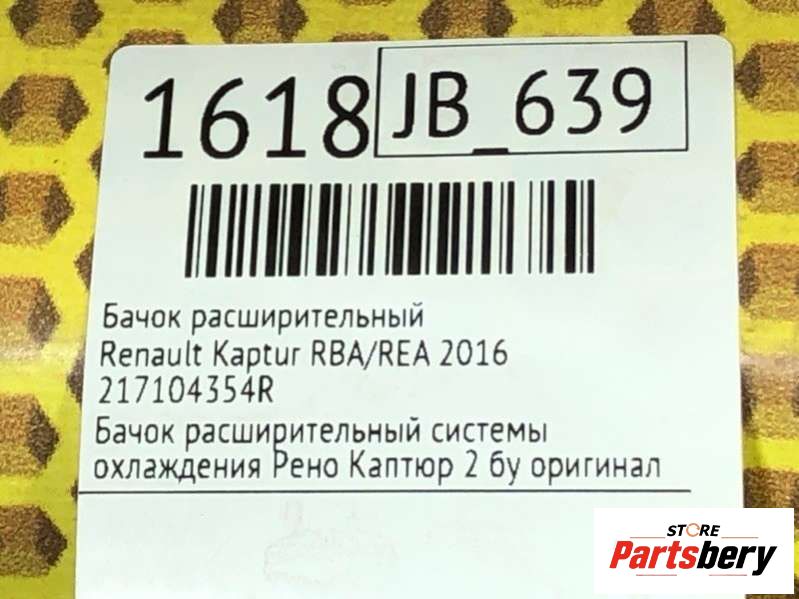 1618 JB_639
Бачок расширительный
Renault Kaptur RBA/REA 2016
217104354R
Бачок расширительный системы
охлаждения Рено Каптюр 2 бу оригинал
STORE
Partsbery